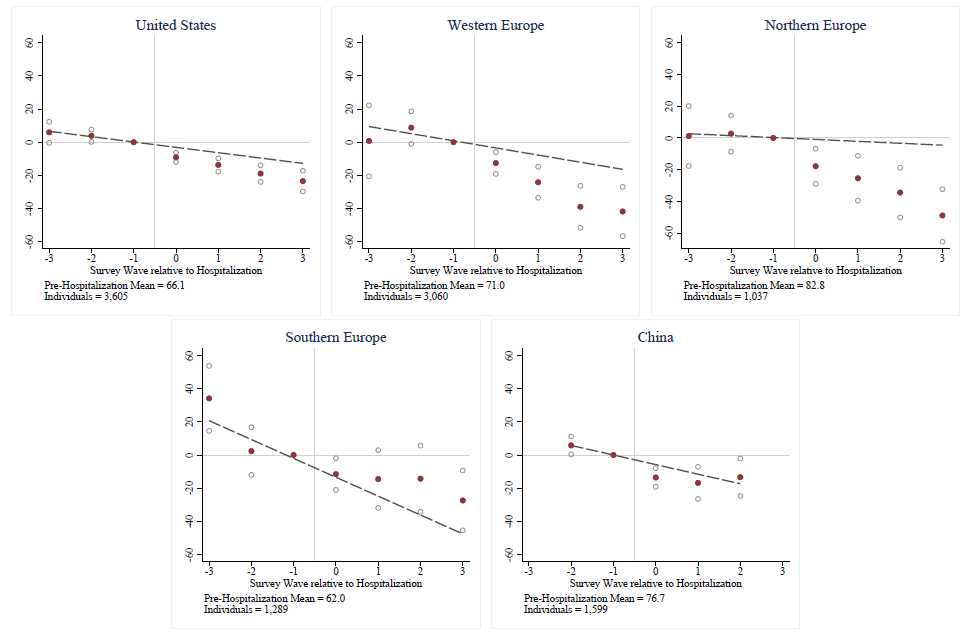 United States
60
40
20
0
-20
-40
-60
-3 -2 -1 0 1 2 3
Survey Wave relative to Hospitalization
Pre-Hospitalization Mean = 66.1
Individuals = 3,605
Western Europe
60
40
20
0
-20
-40
-60
-3 -2 -1 0 1 2 3
Survey Wave relative to Hospitalization
Pre-Hospitalization Mean = 71.0
Individuals = 3,060
Northern Europe
60
40
20
0
-20
-40
-60
-3 -2 -1 0 1 2 3
Survey Wave relative to Hospitalization
Pre-Hospitalization Mean = 82.8
Individuals = 1,037
Southern Europe
60
40
20
0
-20
-40
-60
-3 -2 -1 0 1 2 3
Survey Wave relative to Hospitalization
Pre-Hospitalization Mean = 62.0
Individuals = 1,289
China
60
40
20
0
-20
-40
-60
-3 -2 -1 0 1 2 3
Survey Wave relative to Hospitalization
Pre-Hospitalization Mean = 76.7
Individuals = 1,599